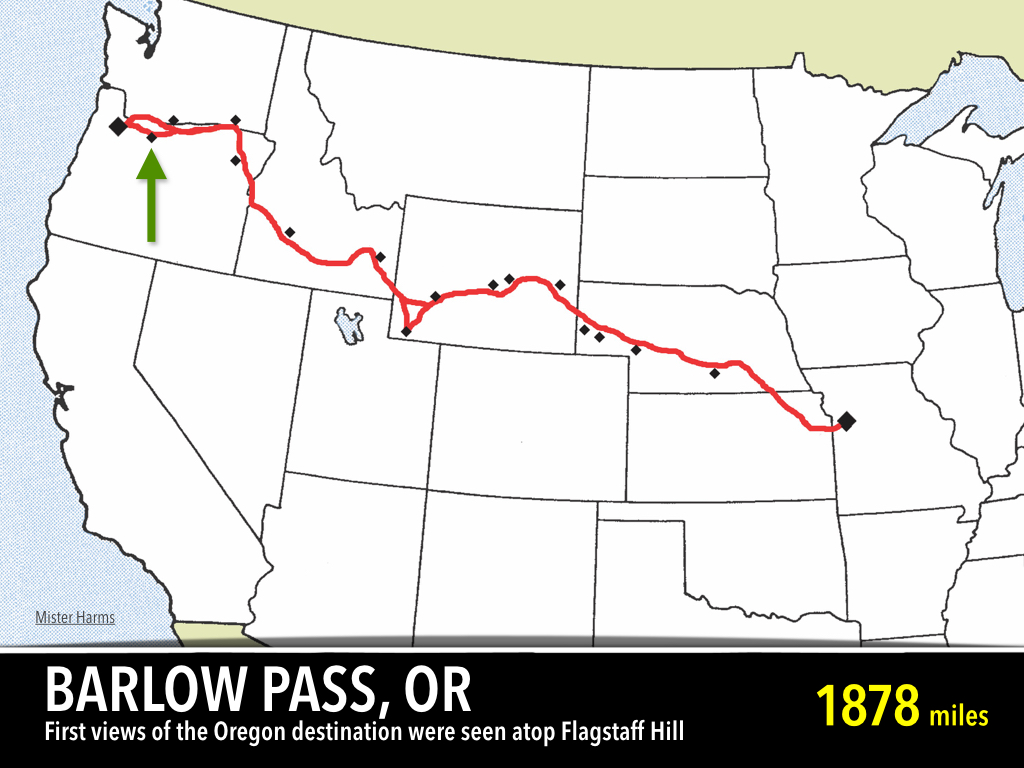 Mister Harms
BARLOW PASS, OR
First views of the Oregon destination were seen atop Flagstaff Hill
1878 miles